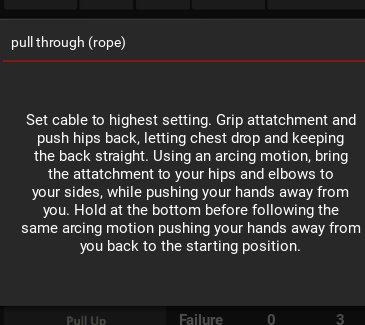 pull through (rope)
Set cable to highest setting. Grip attatchment and
push hips back, letting chest drop and keeping
the back straight. Using an arcing motion, bring
the attatchment to your hips and elbows to
your sides, while pushing your hands away from
you. Hold at the bottom before following the
same arcing motion pushing your hands away from
you back to the starting position.
Pull Up Failure 0 3